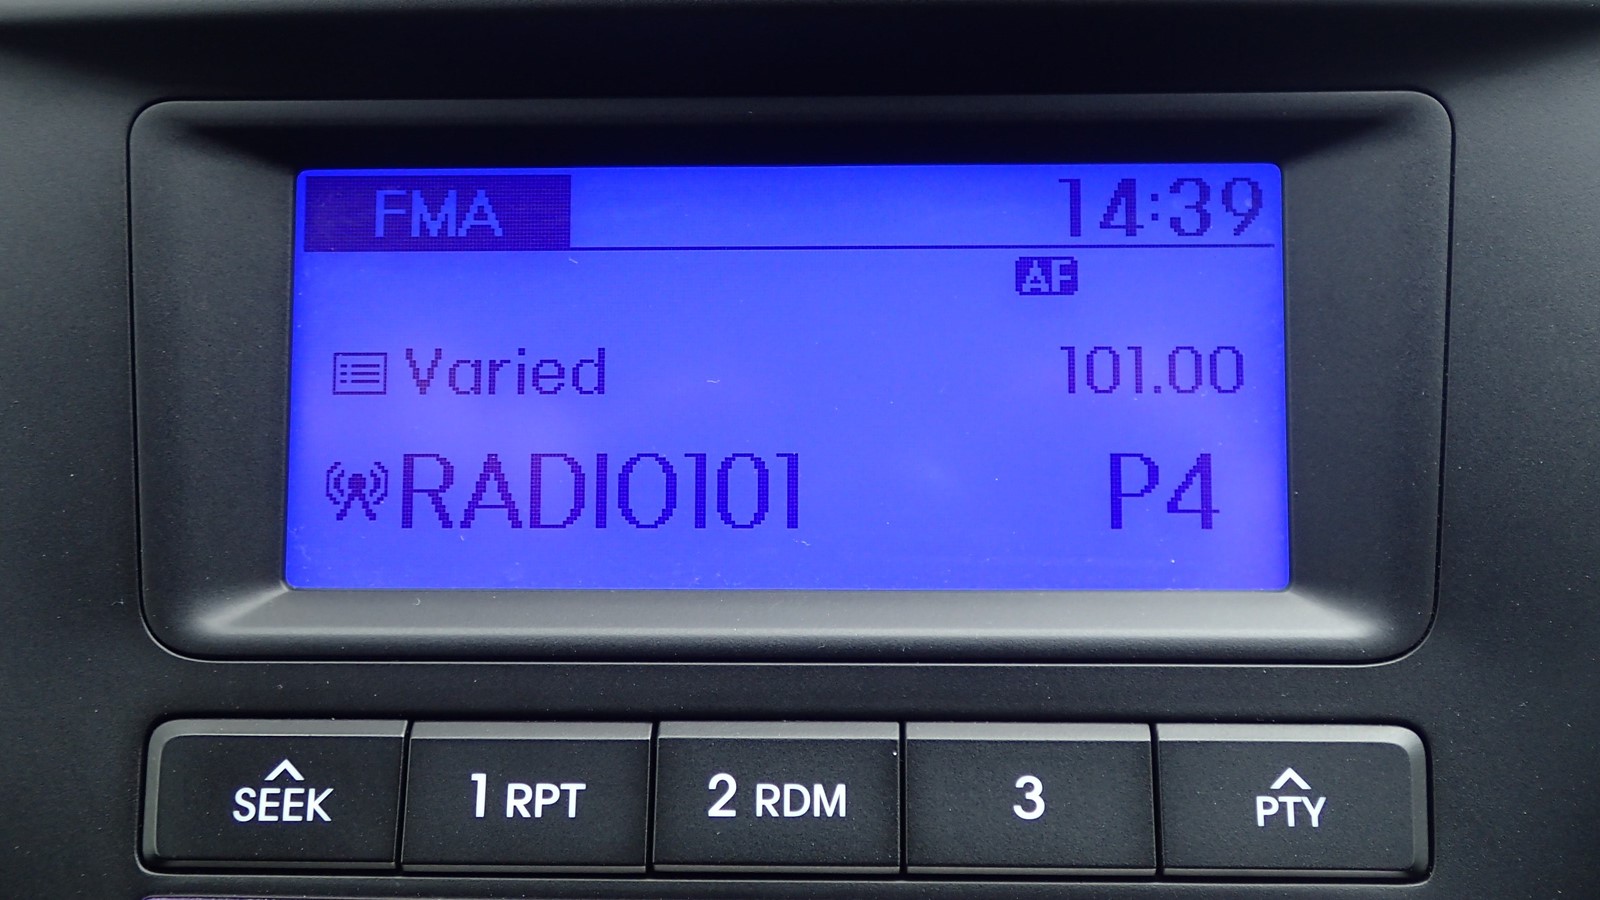 FMA 14:39
AF
Varied 101.00
RADIO101 P4
SEEK 1 RPT 2 RDM 3 PTY